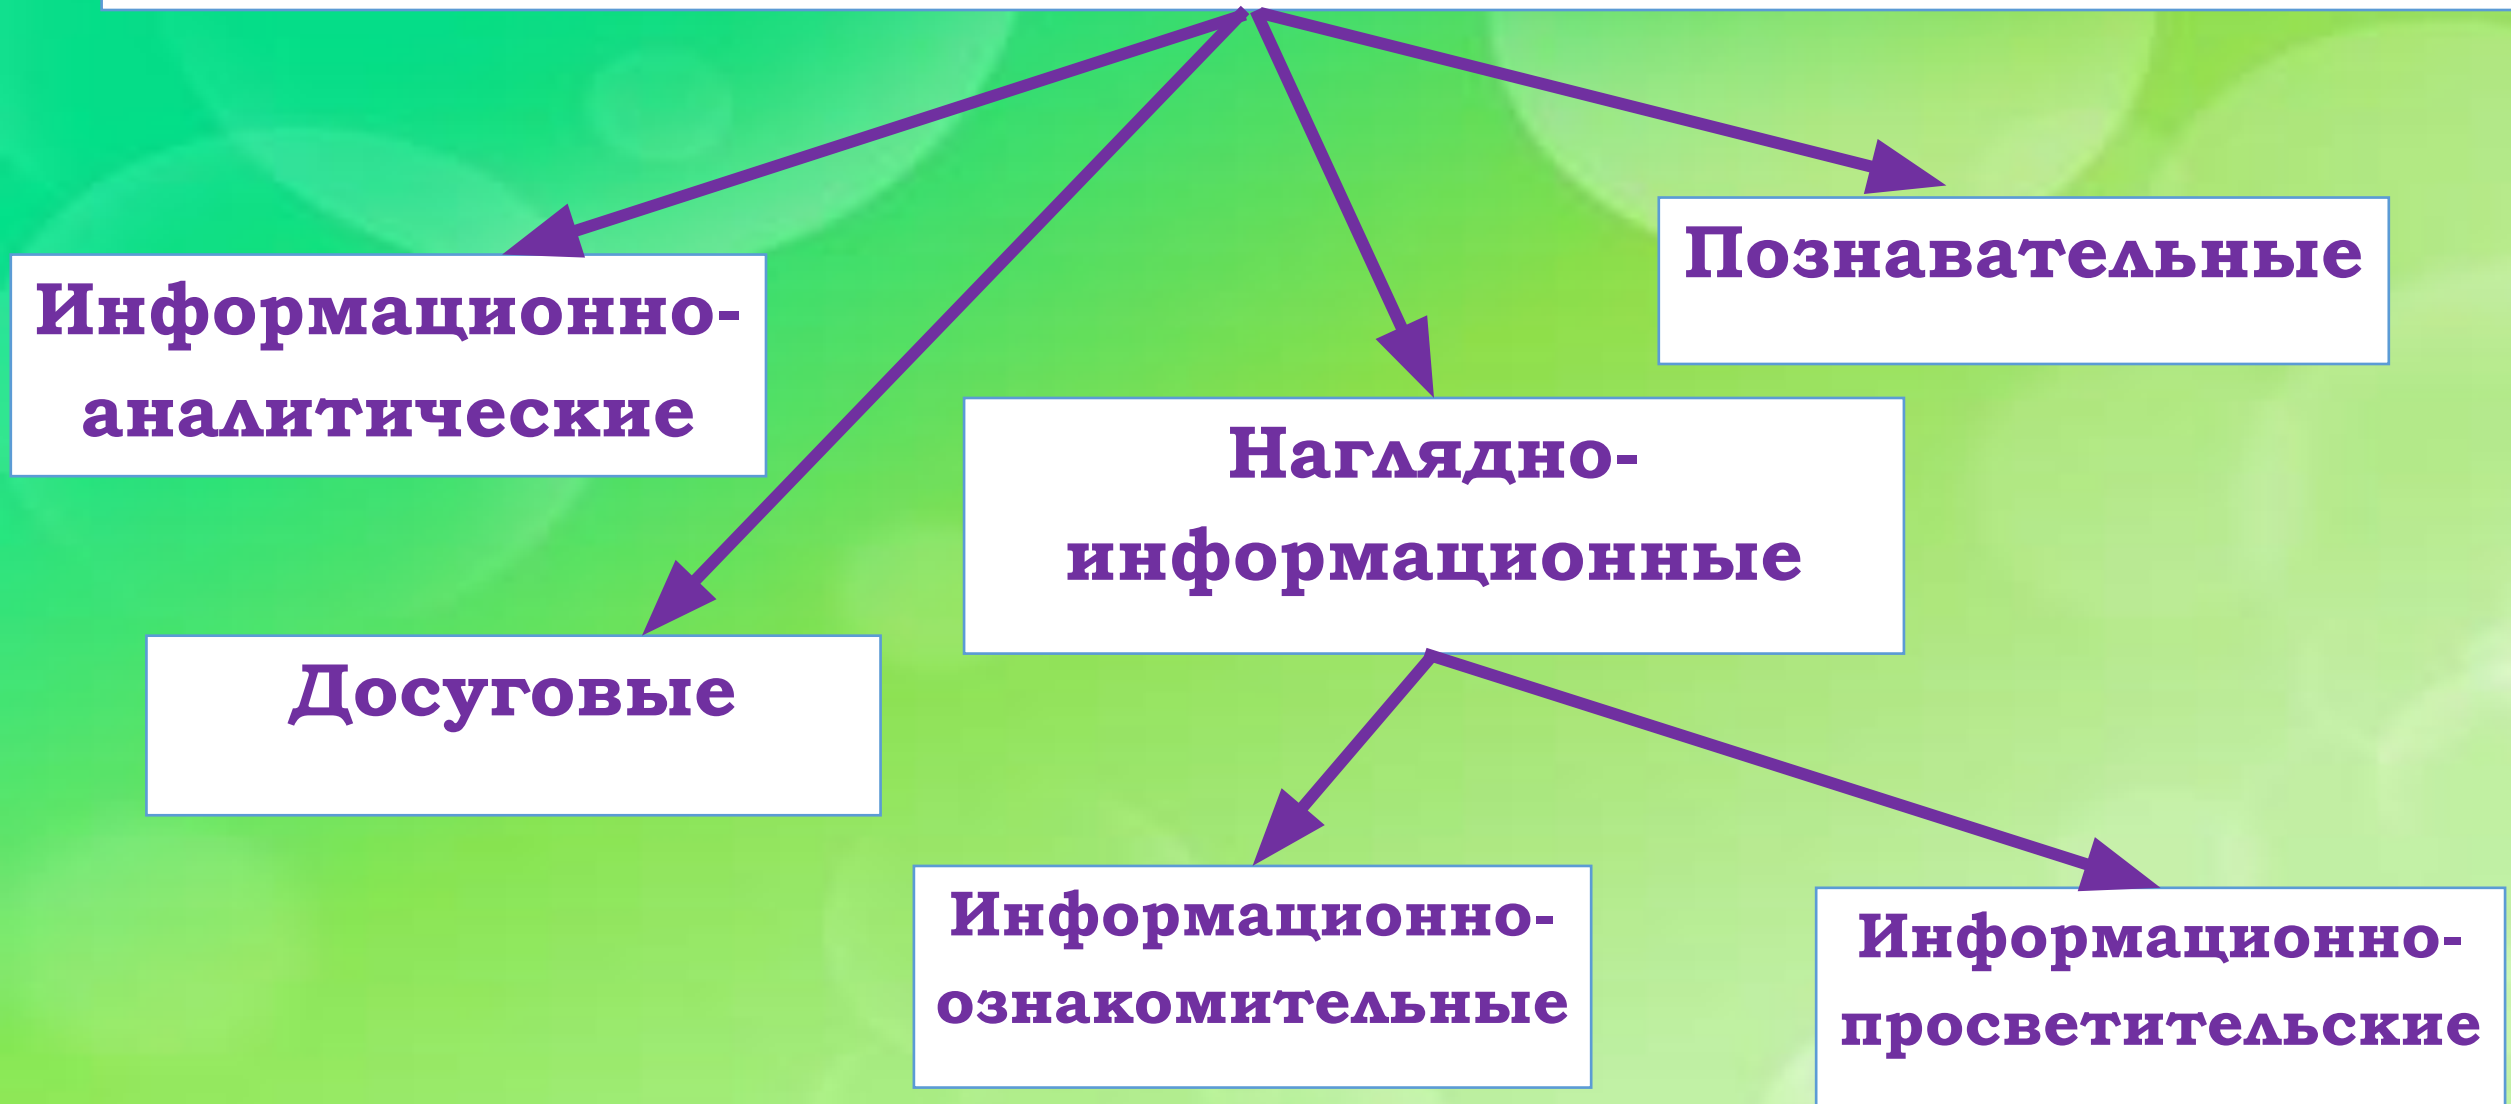 Познавательные
Информационно-
аналитические
Наглядно-
информационные
Досуговые
Информационно-
ознакомительные
Информационно-
просветительские